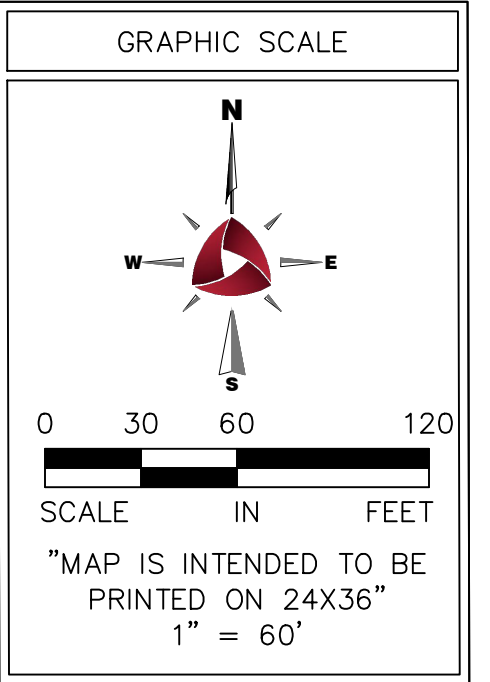 GRAPHIC SCALE
N
W E
S
0 30 60 120
SCALE IN FEET
"MAP IS INTENDED TO BE
PRINTED ON 24X36"
1" = 60'